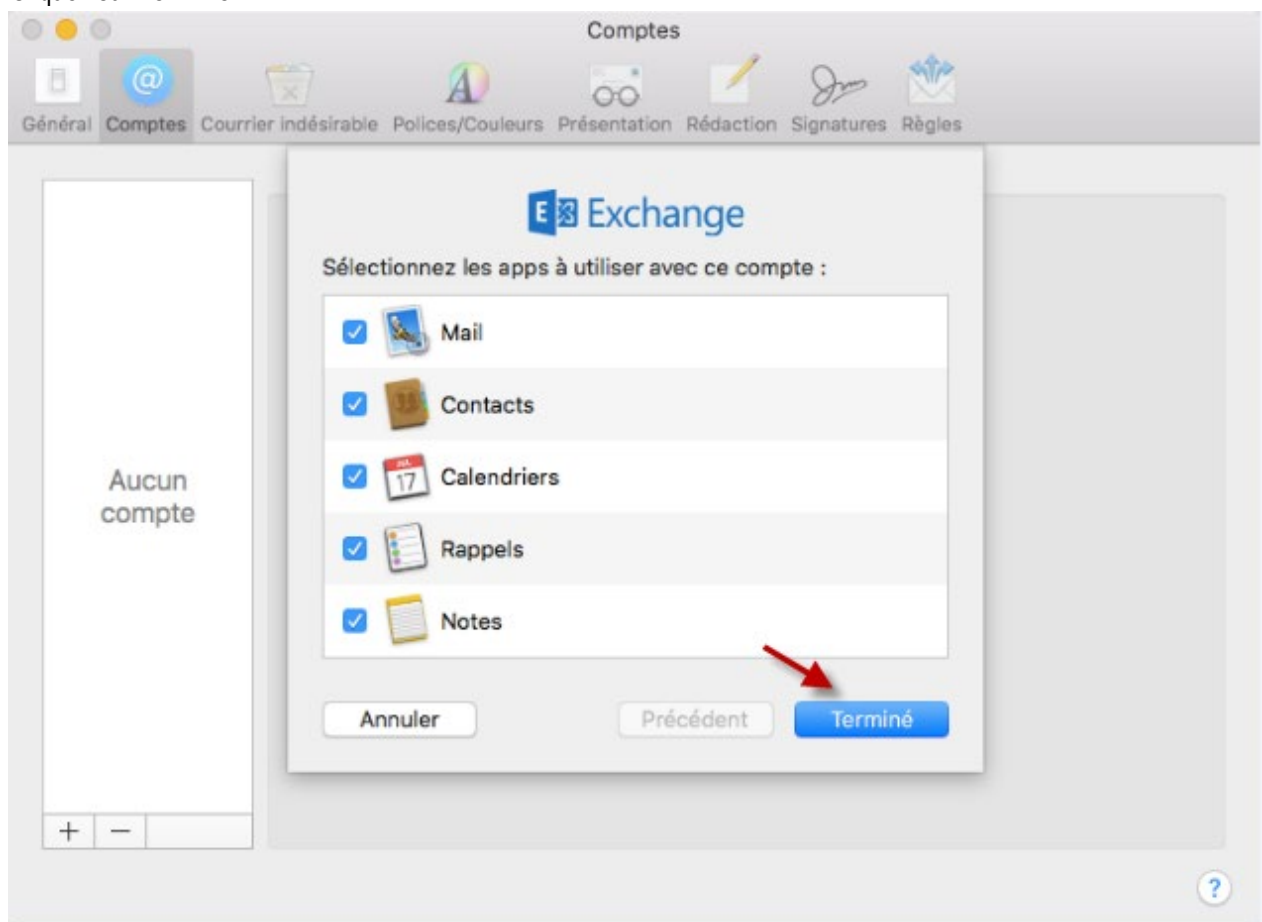 Comptes
Général Comptes Courrier indésirable Polices/Couleurs Présentation Rédaction Signatures Règles
Exchange
Sélectionnez les apps à utiliser avec ce compte :
Mail
Contacts
Aucun
compte
17 Calendriers
Rappels
Notes
Annuler Précédent Terminé
+ −
?